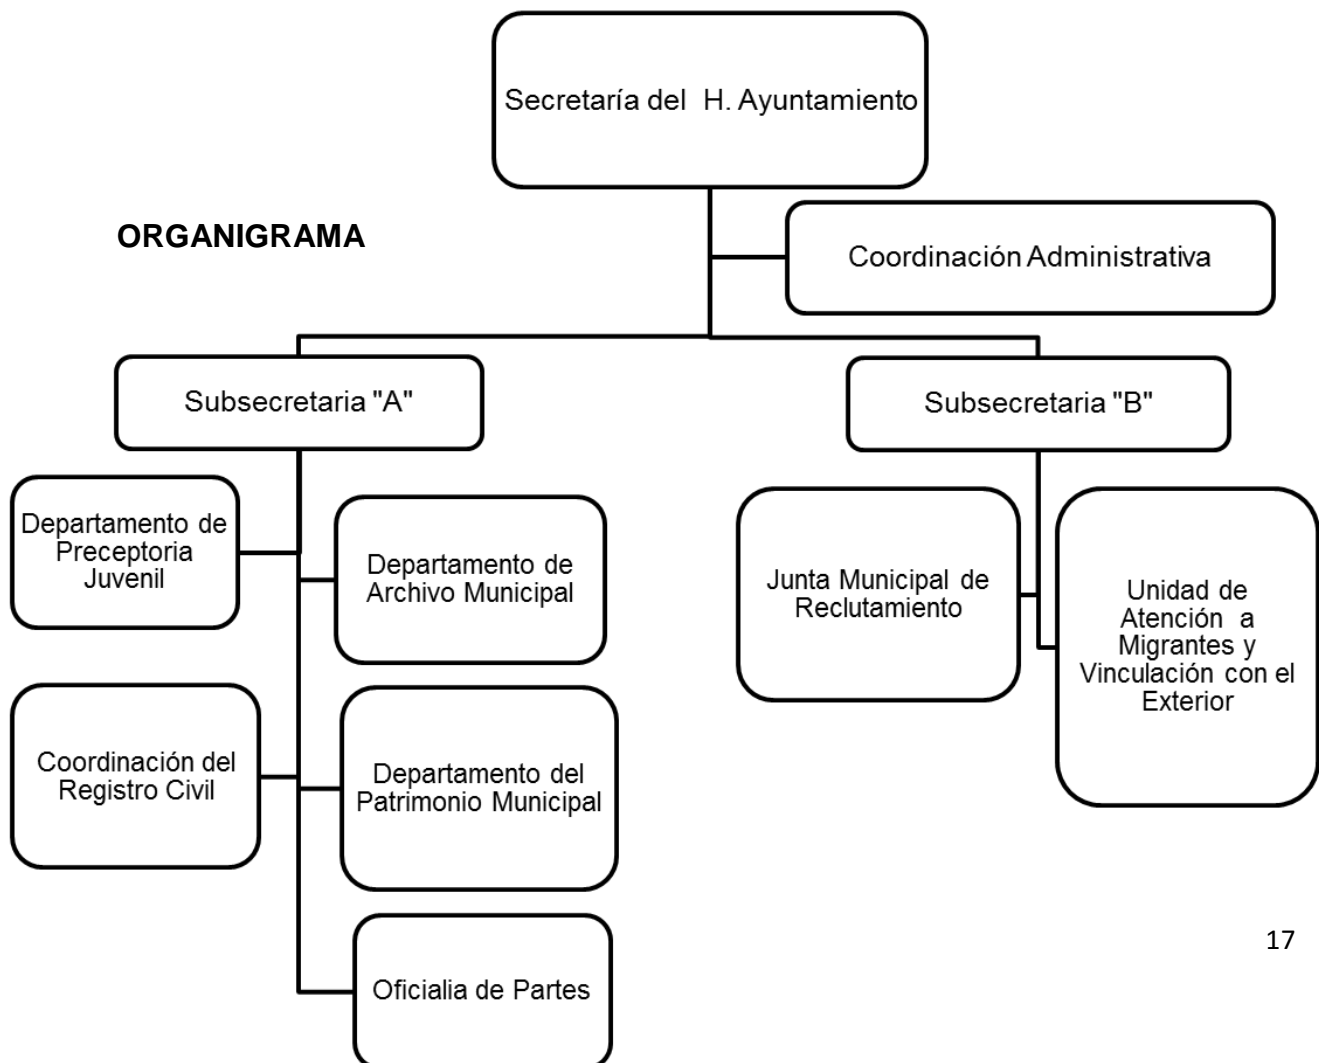 Secretaría del H. Ayuntamiento
ORGANIGRAMA
Coordinación Administrativa
Subsecretaria "A"
Subsecretaria "B"
Departamento de
Preceptoria
Juvenil
Departamento de
Archivo Municipal
Junta Municipal de
Reclutamiento
Unidad de
Atención a
Migrantes y
Vinculación con el
Exterior
Coordinación del
Registro Civil
Departamento del
Patrimonio Municipal
Oficialia de Partes
17